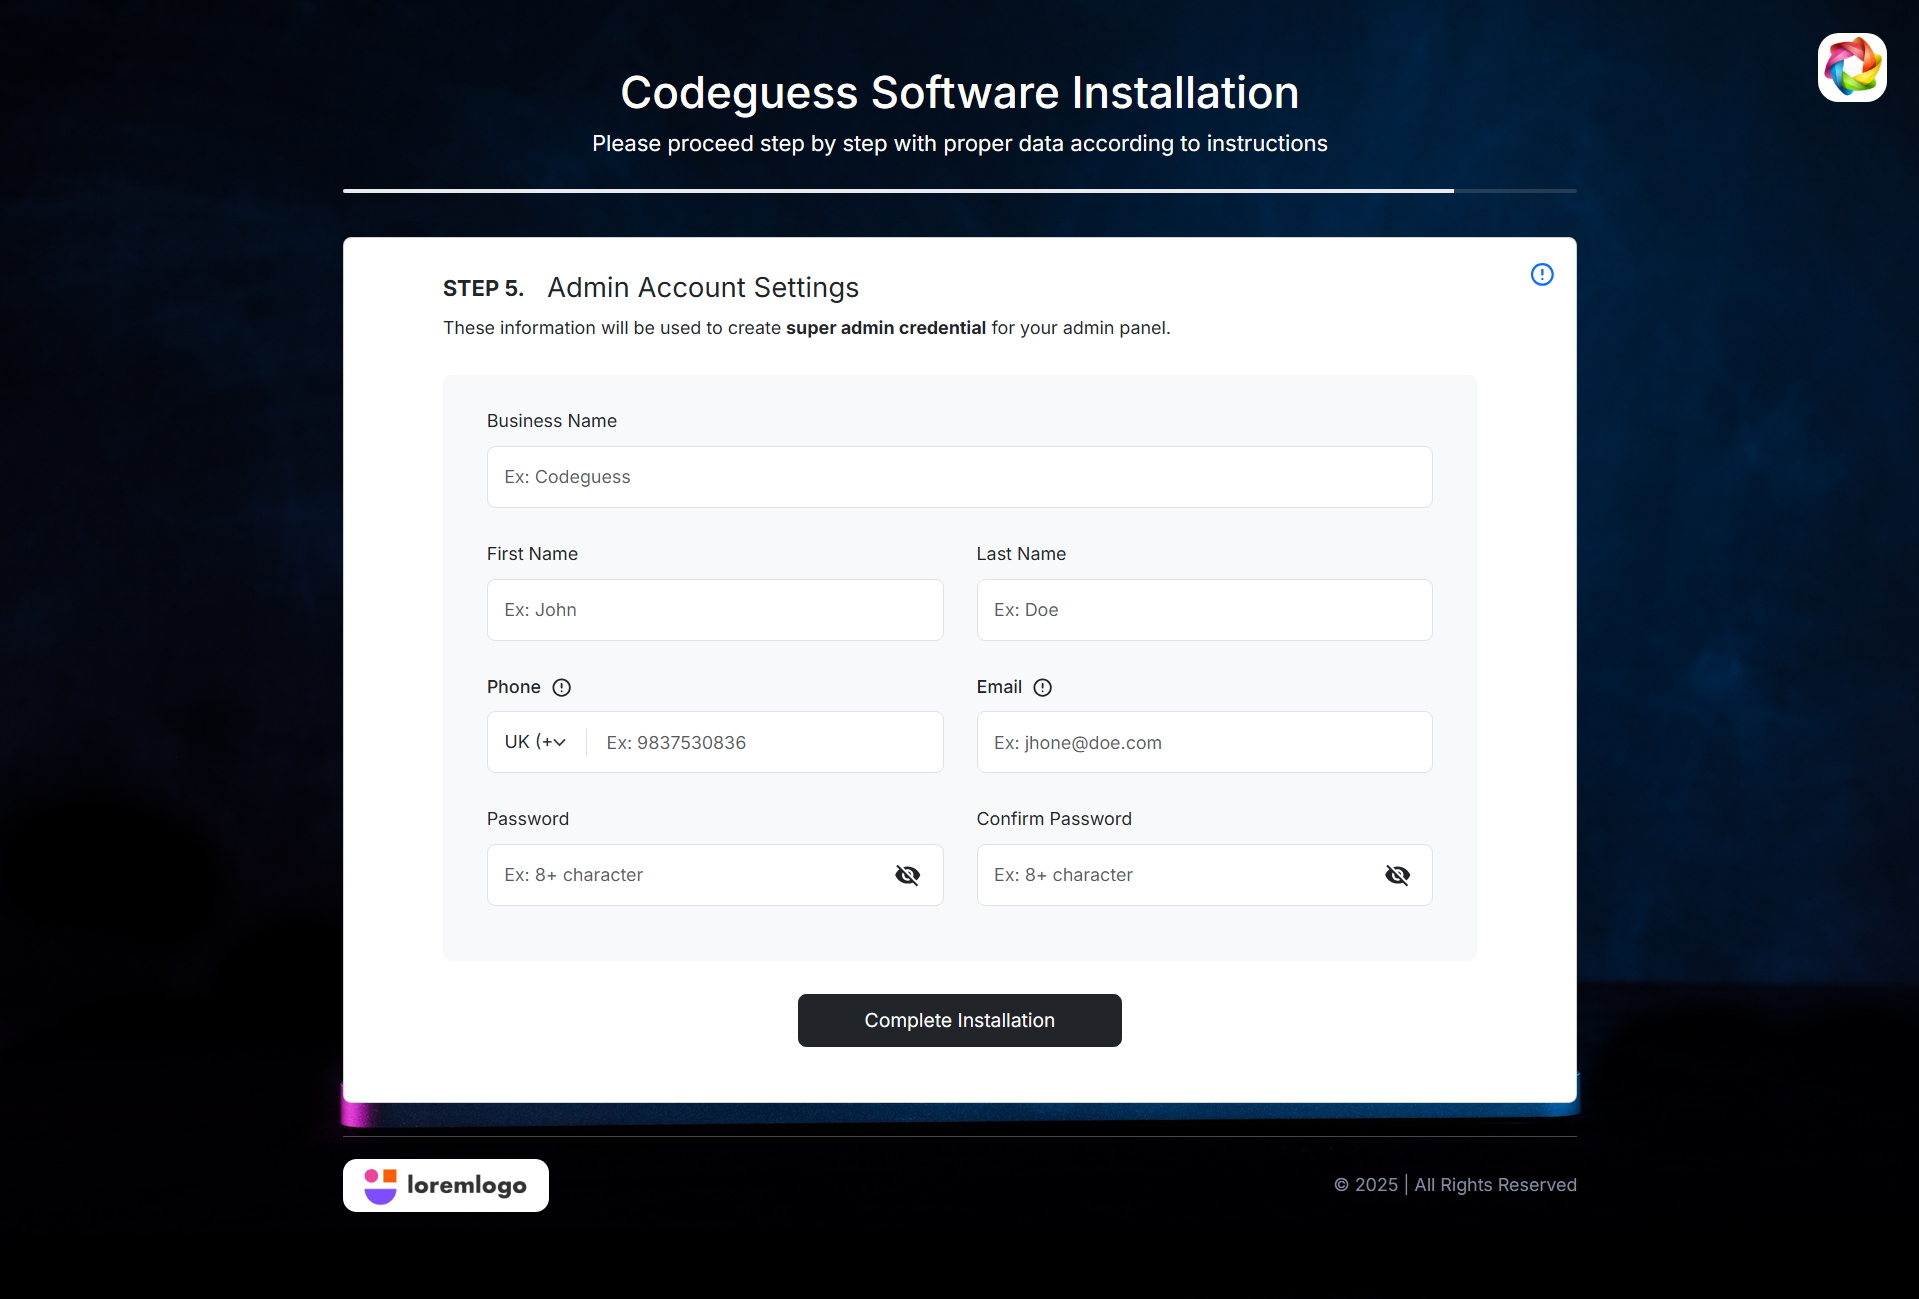 Codeguess Software Installation
Please proceed step by step with proper data according to instructions
STEP 5. Admin Account Settings
These information will be used to create super admin credential for your admin panel.
Business Name
Ex: Codeguess
First Name
Last Name
Ex: John
Ex: Doe
Phone
Email
UK (+
Ex: 9837530836
Ex: jhone@doe.com
Password
Confirm Password
Ex: 8+ character
Ex: 8+ character
Complete Installation
loremlogo
© 2025 | All Rights Reserved